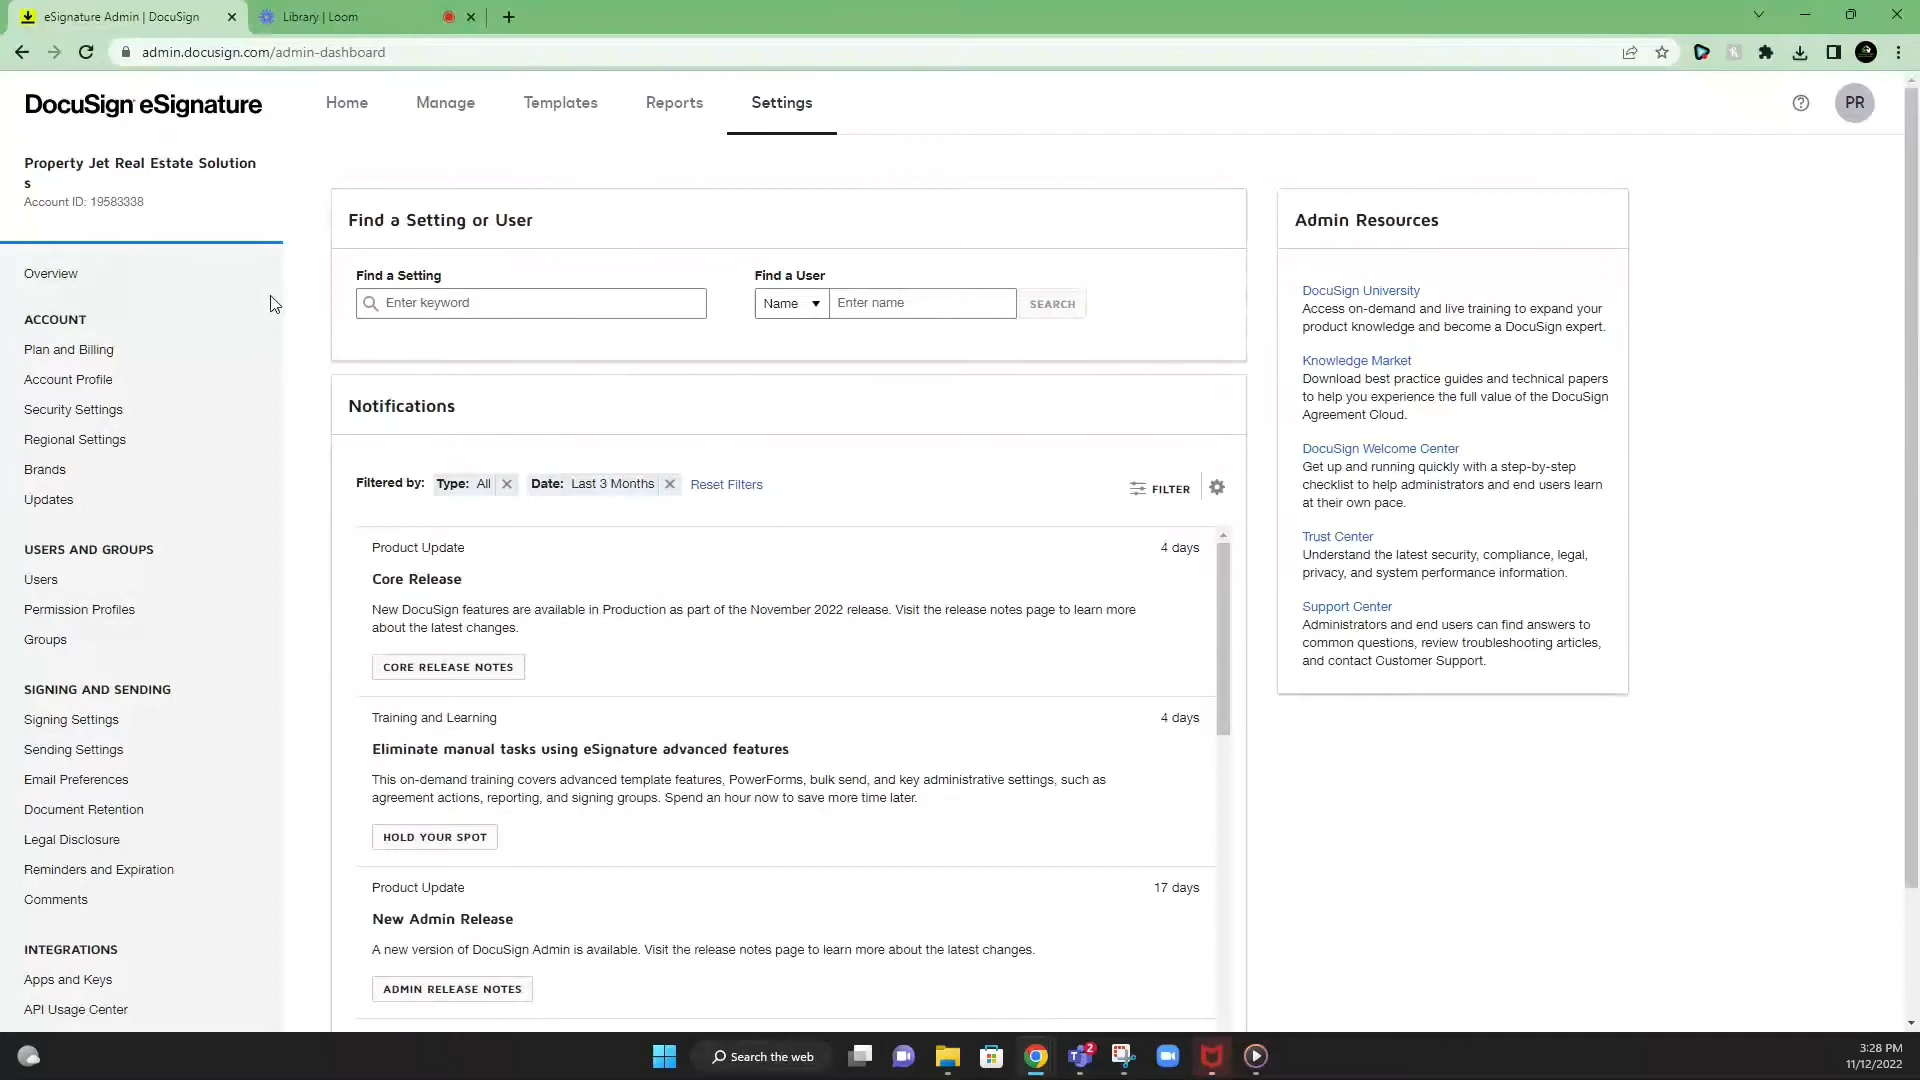 eSignature Admin | DocuSign
Library | Loom
admin.docusign.com/admin-dashboard
DocuSign eSignature
Home
Manage
Templates
Reports
Settings
PR
Property Jet Real Estate Solution
s
Account ID: 19583338
Overview
ACCOUNT
Plan and Billing
Account Profile
Security Settings
Regional Settings
Brands
Updates
USERS AND GROUPS
Users
Permission Profiles
Groups
SIGNING AND SENDING
Signing Settings
Sending Settings
Email Preferences
Document Retention
Legal Disclosure
Reminders and Expiration
Comments
INTEGRATIONS
Apps and Keys
API Usage Center
Find a Setting or User
Find a Setting
Enter keyword
Find a User
Name
Enter name
SEARCH
Notifications
Filtered by: Type: All Date: Last 3 Months Reset Filters
FILTER
Product Update 4 days
Core Release
New DocuSign features are available in Production as part of the November 2022 release. Visit the release notes page to learn more
about the latest changes.
CORE RELEASE NOTES
Training and Learning 4 days
Eliminate manual tasks using eSignature advanced features
This on-demand training covers advanced template features, PowerForms, bulk send, and key administrative settings, such as
agreement actions, reporting, and signing groups. Spend an hour now to save more time later.
HOLD YOUR SPOT
Product Update 17 days
New Admin Release
A new version of DocuSign Admin is available. Visit the release notes page to learn more about the latest changes.
ADMIN RELEASE NOTES
Admin Resources
DocuSign University
Access on-demand and live training to expand your
product knowledge and become a DocuSign expert.
Knowledge Market
Download best practice guides and technical papers
to help you experience the full value of the DocuSign
Agreement Cloud.
DocuSign Welcome Center
Get up and running quickly with a step-by-step
checklist to help administrators and end users learn
at their own pace.
Trust Center
Understand the latest security, compliance, legal,
privacy, and system performance information.
Support Center
Administrators and end users can find answers to
common questions, review troubleshooting articles,
and contact Customer Support.
Search the web
2
3:28 PM
11/12/2022